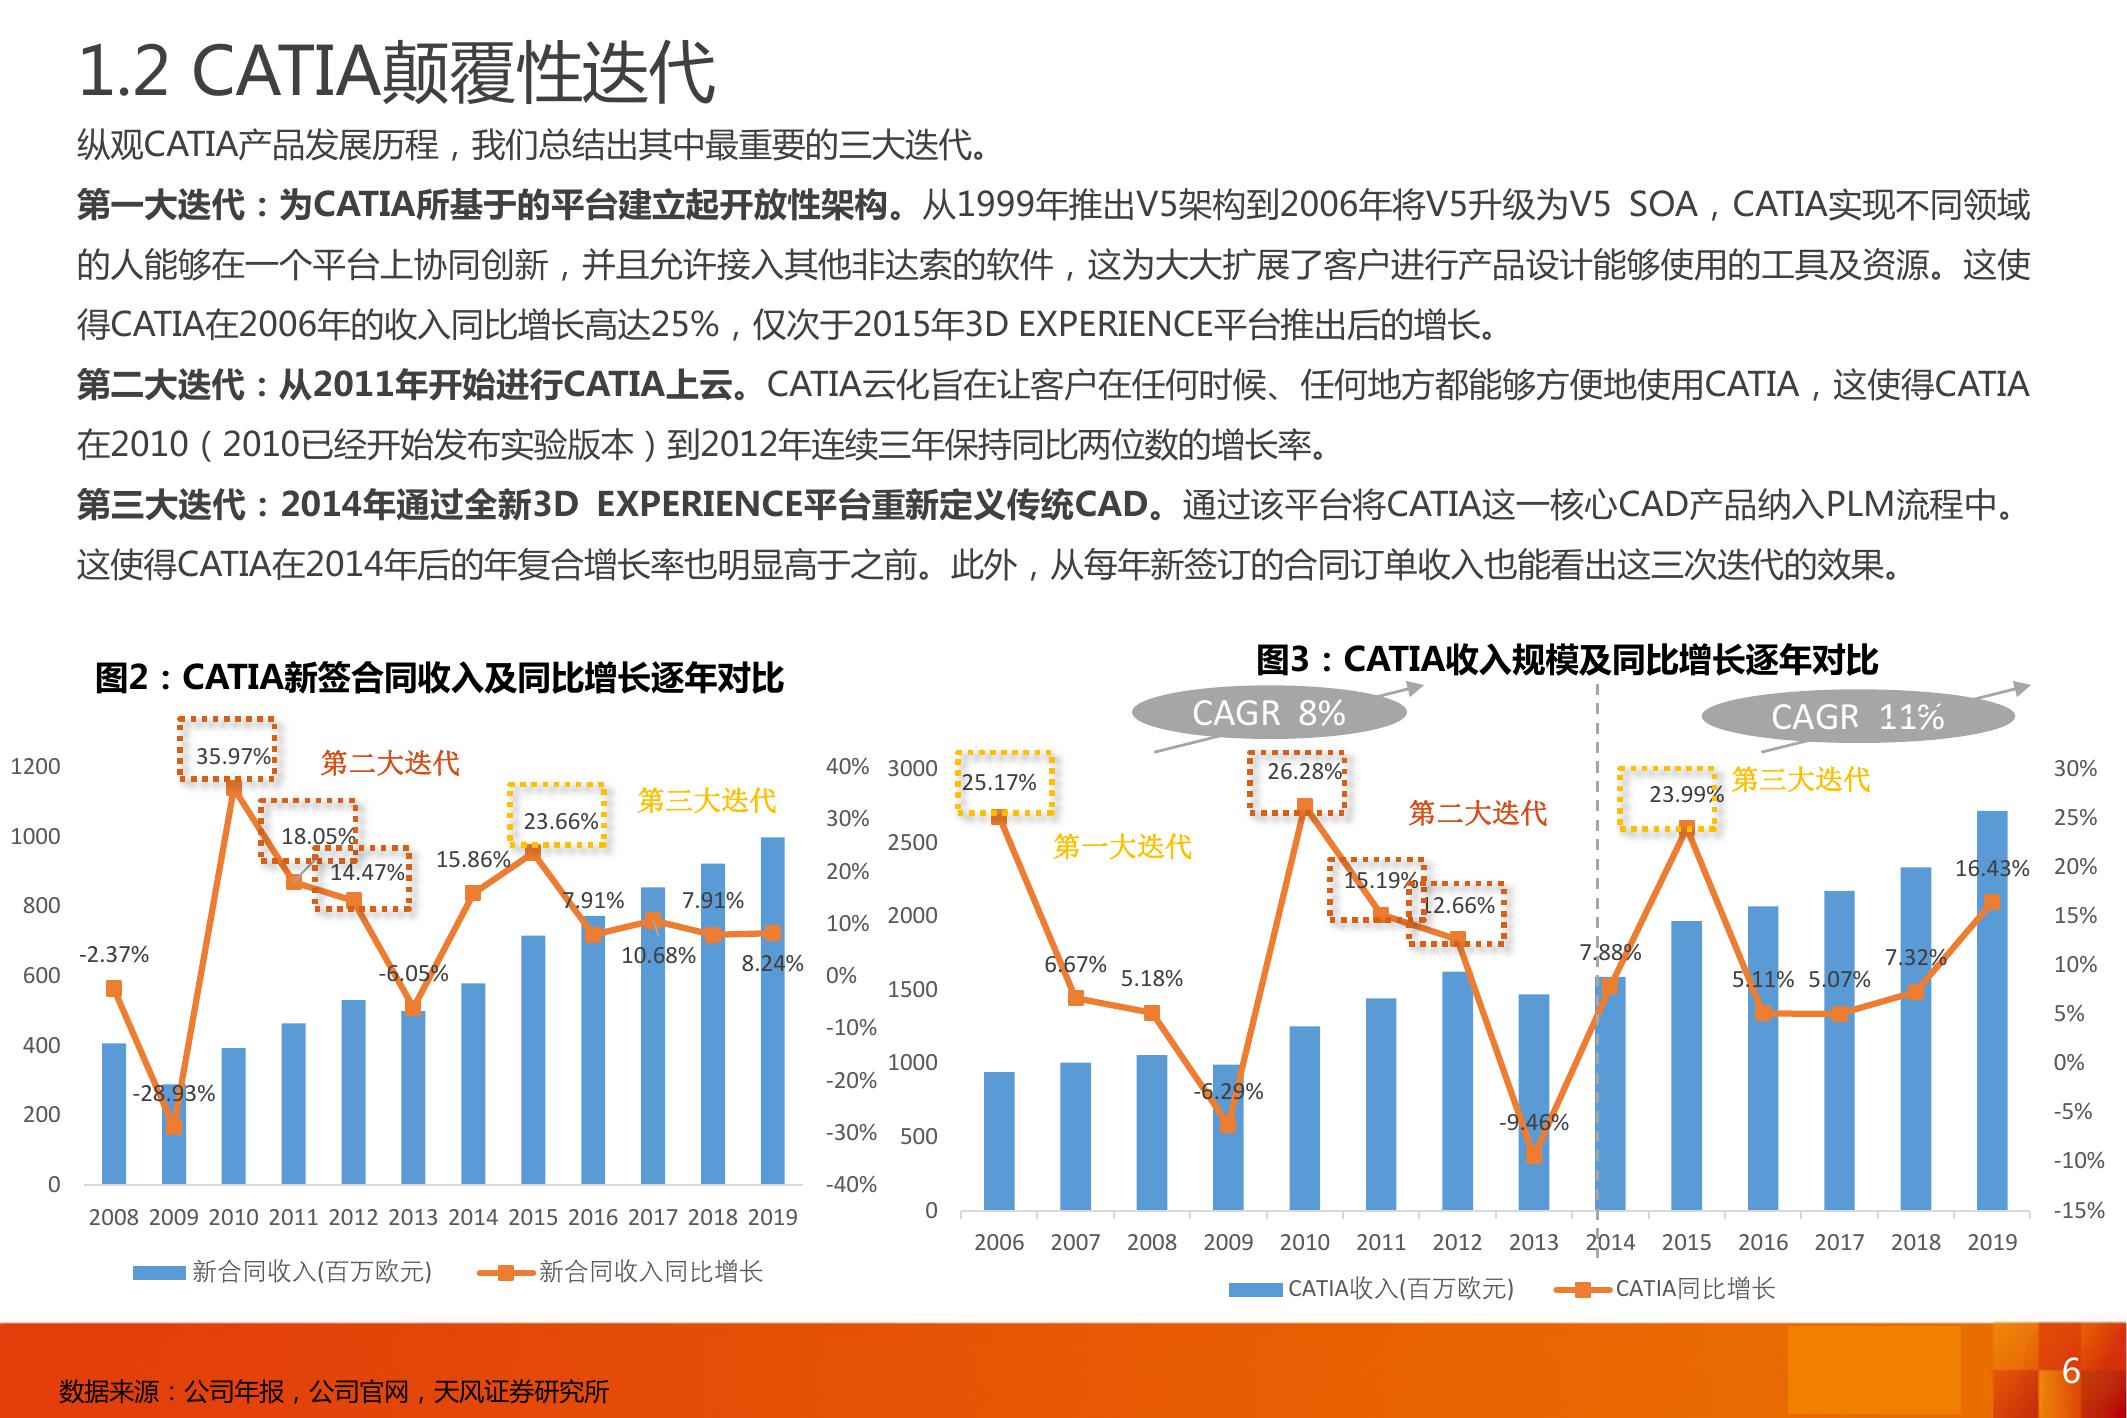 1.2 CATIA颠覆性迭代
纵观CATIA产品发展历程，我们总结出其中最重要的三大迭代。
第一大迭代：为CATIA所基于的平台建立起开放性架构。从1999年推出V5架构到2006年将V5升级为V5 SOA，CATIA实现不同领域
的人能够在一个平台上协同创新，并且允许接入其他非达索的软件，这为大大扩展了客户进行产品设计能够使用的工具及资源。这使
得CATIA在2006年的收入同比增长高达25%，仅次于2015年3D EXPERIENCE平台推出后的增长。
第二大迭代：从2011年开始进行CATIA上云。CATIA云化旨在让客户在任何时候、任何地方都能够方便地使用CATIA，这使得CATIA
在2010（2010已经开始发布实验版本）到2012年连续三年保持同比两位数的增长率。
第三大迭代：2014年通过全新3D EXPERIENCE平台重新定义传统CAD。通过该平台将CATIA这一核心CAD产品纳入PLM流程中。
这使得CATIA在2014年后的年复合增长率也明显高于之前。此外，从每年新签订的合同订单收入也能看出这三次迭代的效果。
图2：CATIA新签合同收入及同比增长逐年对比
35.97%
第二大迭代
18.05%
14.47%
23.66%
第三大迭代
15.86%
7.91%
7.91%
-2.37%
-6.05%
10.68%
8.24%
-28.93%
1200
1000
800
600
400
200
0
40%
30%
20%
10%
0%
-10%
-20%
-30%
-40%
2008 2009 2010 2011 2012 2013 2014 2015 2016 2017 2018 2019
新合同收入(百万欧元) 新合同收入同比增长
图3：CATIA收入规模及同比增长逐年对比
CAGR 8%
CAGR 11%
25.17%
第一大迭代
26.28%
第二大迭代
23.99%
第三大迭代
15.19%
12.66%
16.43%
6.67%
5.18%
7.88%
5.11%
5.07%
7.32%
-6.29%
-9.46%
3000
2500
2000
1500
1000
500
0
30%
25%
20%
15%
10%
5%
0%
-5%
-10%
-15%
2006 2007 2008 2009 2010 2011 2012 2013 2014 2015 2016 2017 2018 2019
CATIA收入(百万欧元) CATIA同比增长
数据来源：公司年报，公司官网，天风证券研究所
6